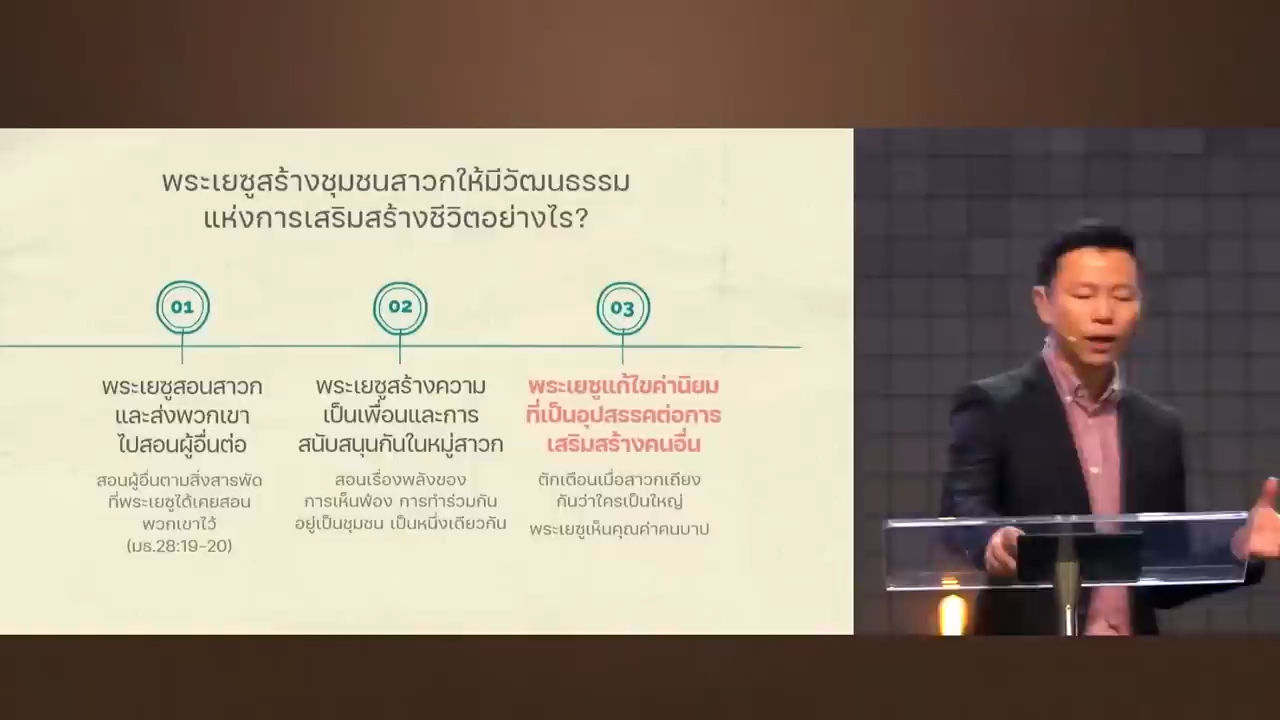 พระเยซูสร้างชุมชนสาวกให้มีวัฒนธรรม
แห่งการเสริมสร้างชีวิตอย่างไร?
01
พระเยซูสอนสาวก
และส่งพวกเขา
ไปสอนผู้อื่นต่อ
สอนผู้อื่นตามสิ่งสารพัด
ที่พระเยซูได้เคยสอน
พวกเขาไว้
(มธ.28:19-20)
02
พระเยซูสร้างความ
เป็นเพื่อนและการ
สนับสนุนกันในหมู่สาวก
สอนเรื่องพลังของ
การเห็นพ้อง การทำร่วมกัน
อยู่เป็นชุมชน เป็นหนึ่งเดียวกัน
03
พระเยซูแก้ไขค่านิยม
ที่เป็นอุปสรรคต่อการ
เสริมสร้างคนอื่น
ตักเตือนเมื่อสาวกเถียง
กันว่าใครเป็นใหญ่
พระเยซูเห็นคุณค่าคนบาป